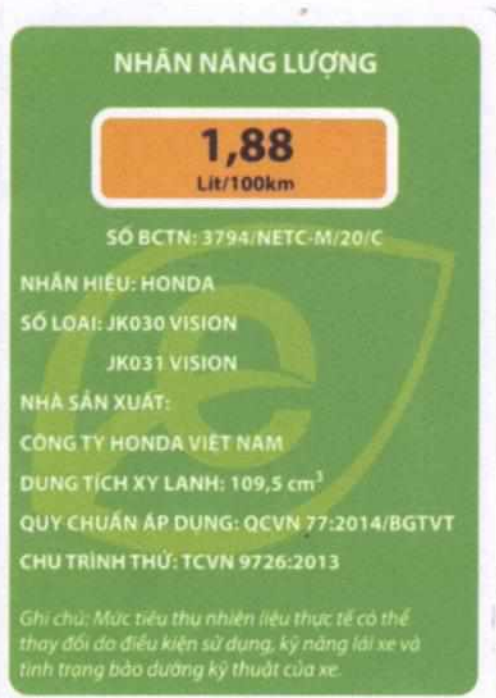 NHÃN NĂNG LƯỢNG
1,88
Lít/100km
SỐ BCTN: 3794/NETC-M/20/C
NHÃN HIỆU: HONDA
SỐ LOẠI: JK030 VISION
JK031 VISION
NHÀ SẢN XUẤT:
CÔNG TY HONDA VIỆT NAM
DUNG TÍCH XY LANH: 109,5 cm³
QUY CHUẨN ÁP DỤNG: QCVN 77:2014/BGTVT
CHU TRÌNH THỬ: TCVN 9726:2013
Ghi chú: Mức tiêu thụ nhiên liệu thực tế có thể
thay đổi do điều kiện sử dụng, kỹ năng lái xe và
tình trạng bảo dưỡng kỹ thuật của xe.